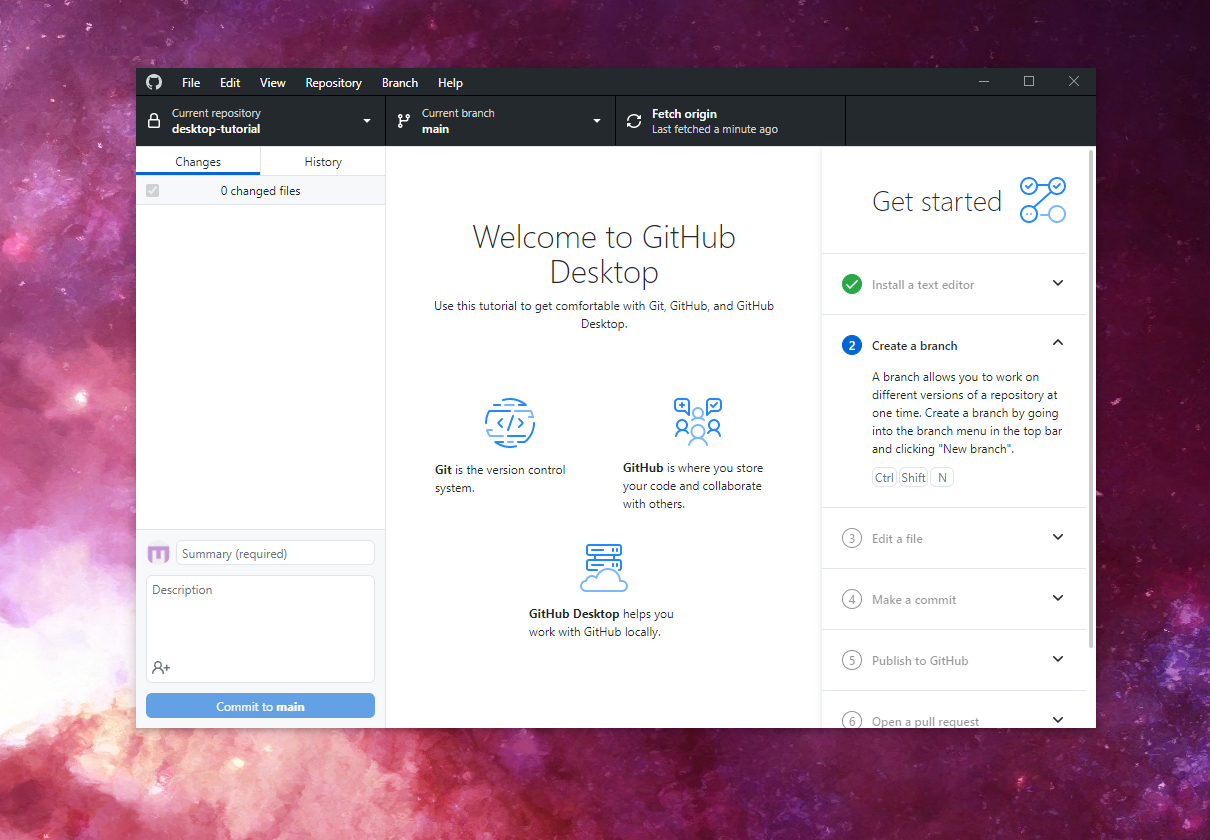 File Edit View Repository Branch Help
Current repository
desktop-tutorial
Current branch
main
Fetch origin
Last fetched a minute ago
Changes
History
0 changed files
Summary (required)
Description
Commit to main
Welcome to GitHub
Desktop
Use this tutorial to get comfortable with Git, GitHub, and GitHub
Desktop.
Git is the version control
system.
GitHub is where you store
your code and collaborate
with others.
GitHub Desktop helps you
work with GitHub locally.
Get started
Install a text editor
2 Create a branch
A branch allows you to work on
different versions of a repository at
one time. Create a branch by going
into the branch menu in the top bar
and clicking "New branch".
Ctrl Shift N
3 Edit a file
4 Make a commit
5 Publish to GitHub
6 Open a pull request